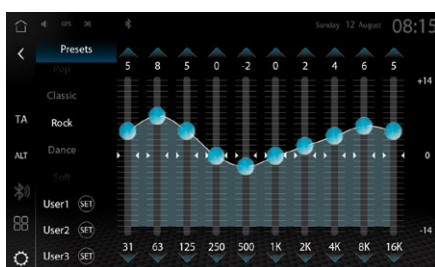 GPS
Sunday 12 August 08:15
Presets
Pop
Classic
Rock
Dance
Soft
User1 SET
User2 SET
User3 SET
TA
ALT
5 8 5 0 -2 0 2 4 6 5
+14
0
-14
31 63 125 250 500 1K 2K 4K 8K 16K